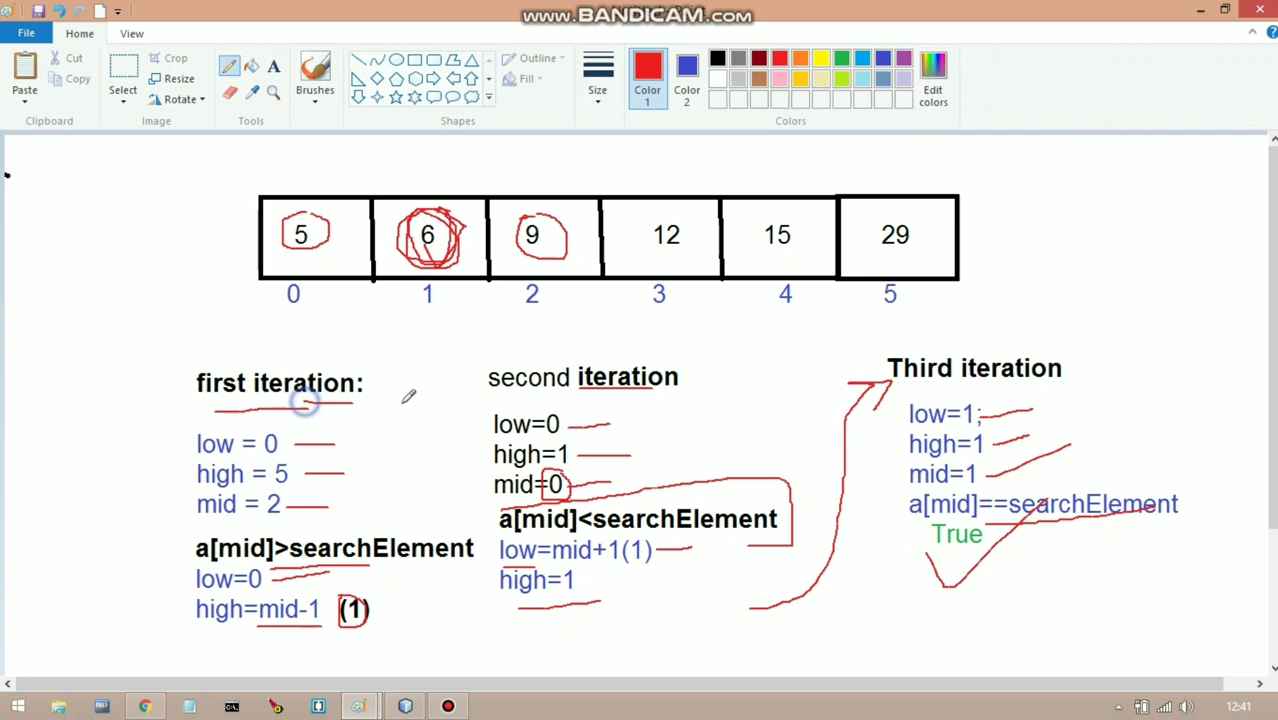 www.BANDICAM.com
File
Home
View
Paste
Cut
Copy
Clipboard
Select
Crop
Resize
Rotate
Image
Tools
Brushes
Shapes
Outline
Fill
Size
Color 1
Color 2
Edit colors
Colors
5 6 9 12 15 29
0 1 2 3 4 5
first iteration:
low = 0
high = 5
mid = 2
a[mid]>searchElement
low=0
high=mid-1 (1)
second iteration
low=0
high=1
mid=0
a[mid]<searchElement
low=mid+1(1)
high=1
Third iteration
low=1;
high=1
mid=1
a[mid]==searchElement
True
12:41